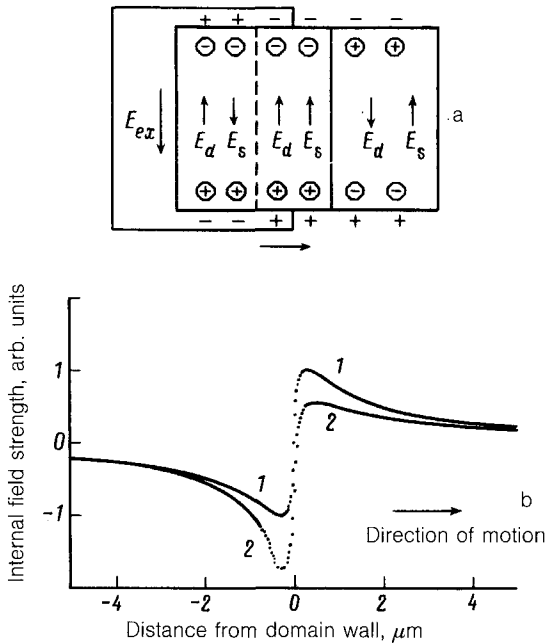 + + − − − −
⊖ ⊖ ⊖ ⊖ ⊕ ⊕
E_ex E_d E_s E_d E_s E_d E_s a
⊕ ⊕ ⊕ ⊕ ⊖ ⊖
− − + + + +
Internal field strength, arb. units
1
0
-1
1
2
1
2
b
Direction of motion
-4 -2 0 2 4
Distance from domain wall, μm